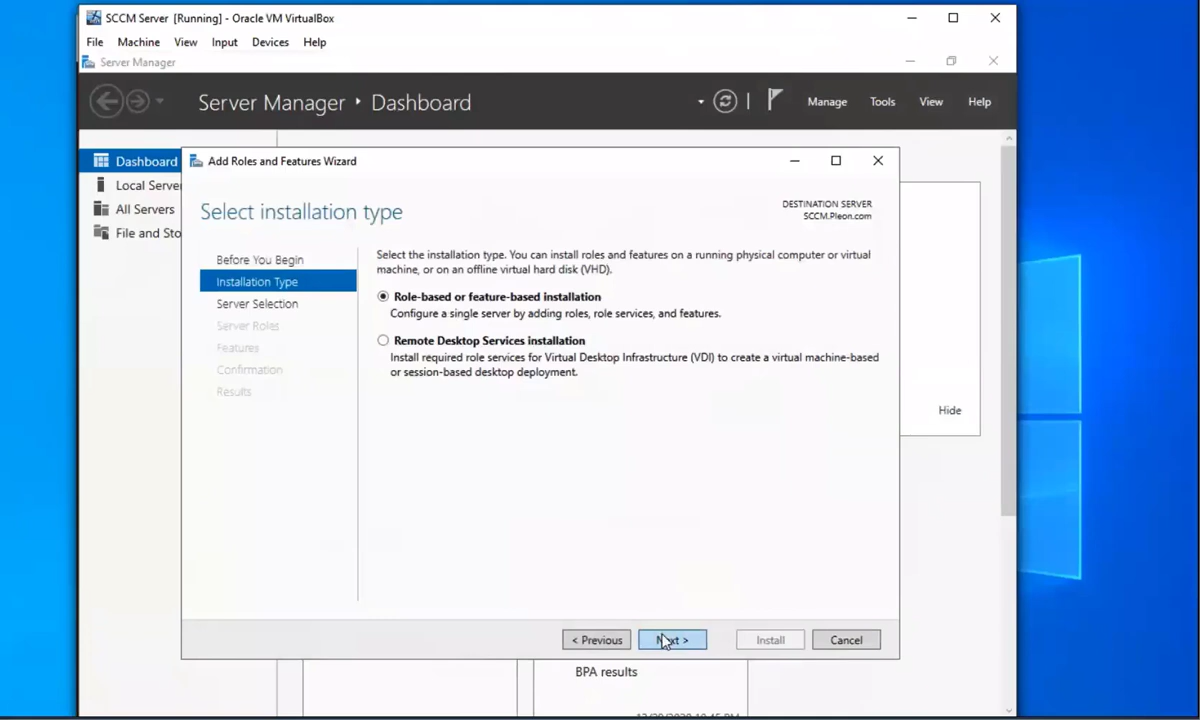 SCCM Server [Running] - Oracle VM VirtualBox
File Machine View Input Devices Help
Server Manager
Server Manager • Dashboard
Manage Tools View Help
Dashboard
Local Server
All Servers
File and Sto
Add Roles and Features Wizard
Select installation type
DESTINATION SERVER
SCCM.Pleon.com
Before You Begin
Installation Type
Server Selection
Server Roles
Features
Confirmation
Results
Select the installation type. You can install roles and features on a running physical computer or virtual
machine, or on an offline virtual hard disk (VHD).
Role-based or feature-based installation
Configure a single server by adding roles, role services, and features.
Remote Desktop Services installation
Install required role services for Virtual Desktop Infrastructure (VDI) to create a virtual machine-based
or session-based desktop deployment.
Hide
< Previous Next > Install Cancel
BPA results